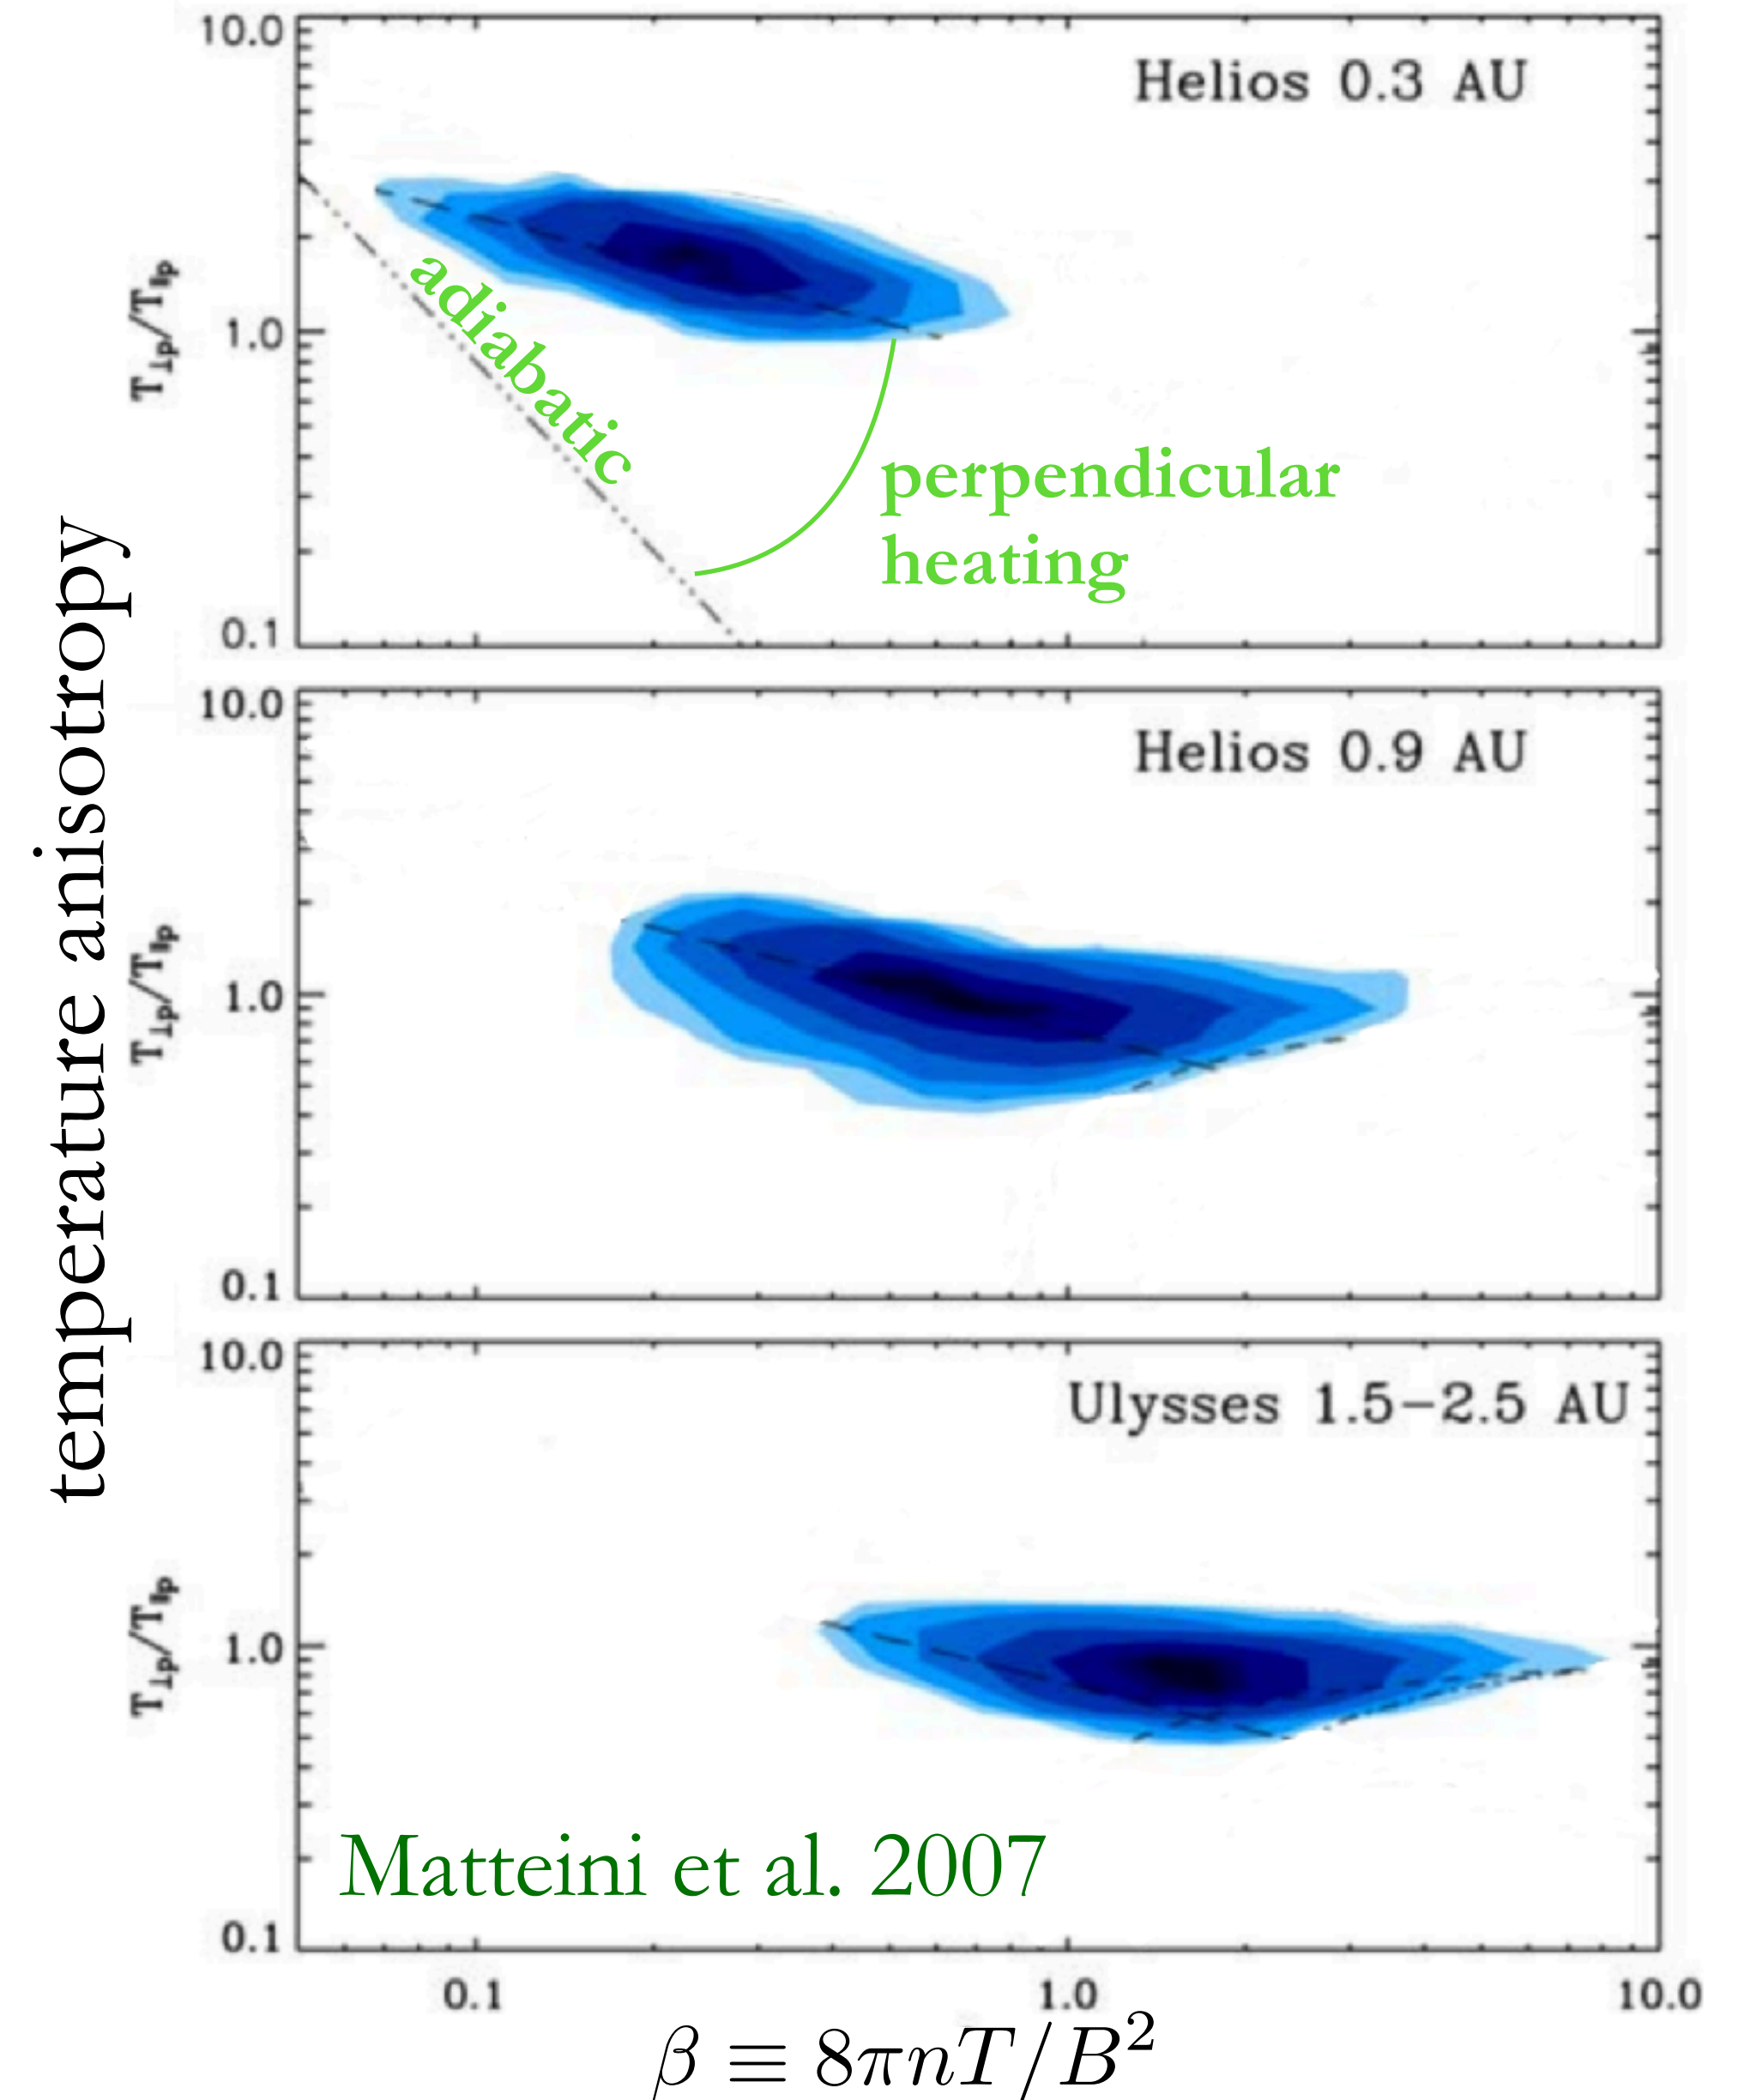 temperature anisotropy
10.0
Helios 0.3 AU
T⊥p/T∥p
1.0
adiabatic
perpendicular
heating
0.1
10.0
Helios 0.9 AU
T⊥p/T∥p
1.0
0.1
10.0
Ulysses 1.5-2.5 AU
T⊥p/T∥p
1.0
Matteini et al. 2007
0.1
0.1 1.0 10.0
β ≡ 8πnT/B²